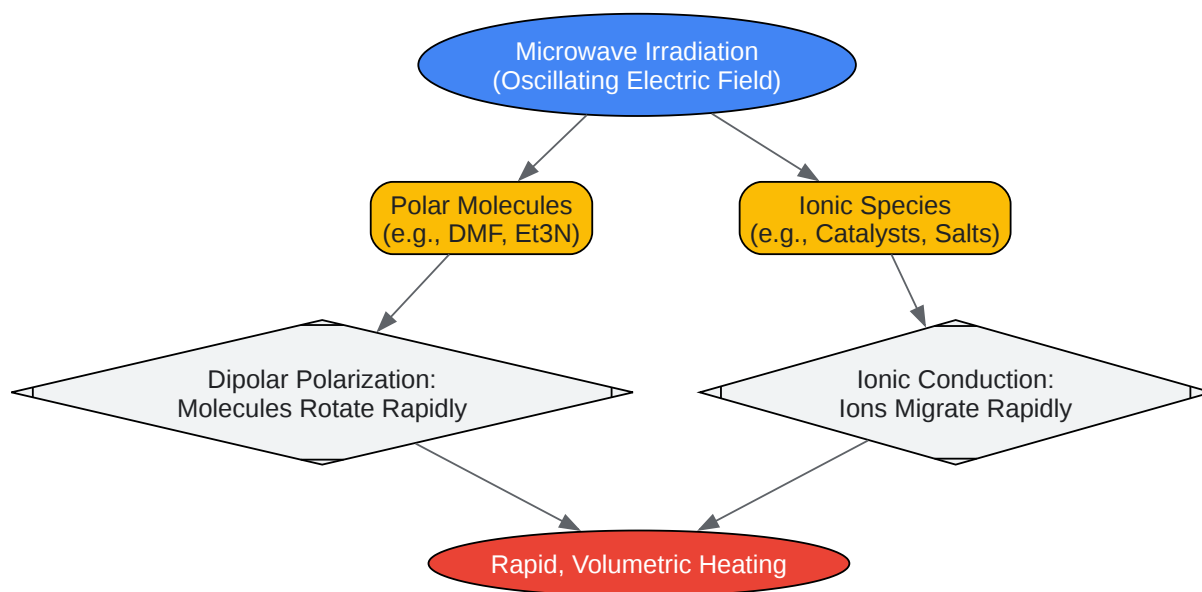 Microwave Irradiation
(Oscillating Electric Field)
Polar Molecules
(e.g., DMF, Et3N)
Ionic Species
(e.g., Catalysts, Salts)
Dipolar Polarization:
Molecules Rotate Rapidly
Ionic Conduction:
Ions Migrate Rapidly
Rapid, Volumetric Heating